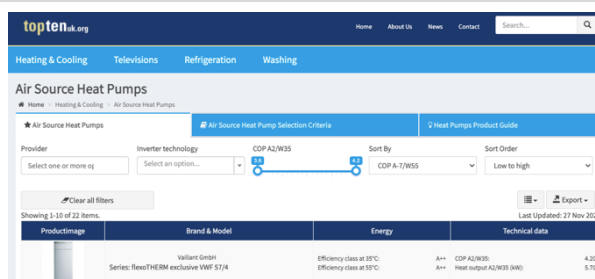 toptenuk.org
Home About Us News Contact Search...
Heating & Cooling Televisions Refrigeration Washing
Air Source Heat Pumps
Home > Heating & Cooling > Air Source Heat Pumps
Air Source Heat Pumps Air Source Heat Pump Selection Criteria Heat Pumps Product Guide
Provider Inverter technology COP A2/W35 Sort By Sort Order
Select one or more op Select an option... 3.6 4.2 COP A-7/W55 Low to high
Clear all filters Export
Showing 1-10 of 22 items. Last Updated: 27 Nov 202
Productimage Brand & Model Energy Technical data
Vaillant GmbH Efficiency class at 35°C: A++ COP A2/W35: 4.20
Series: flexoTHERM exclusive VWF 57/4 Efficiency class at 55°C: A++ Heat output A2/W35 (kW): 5.70